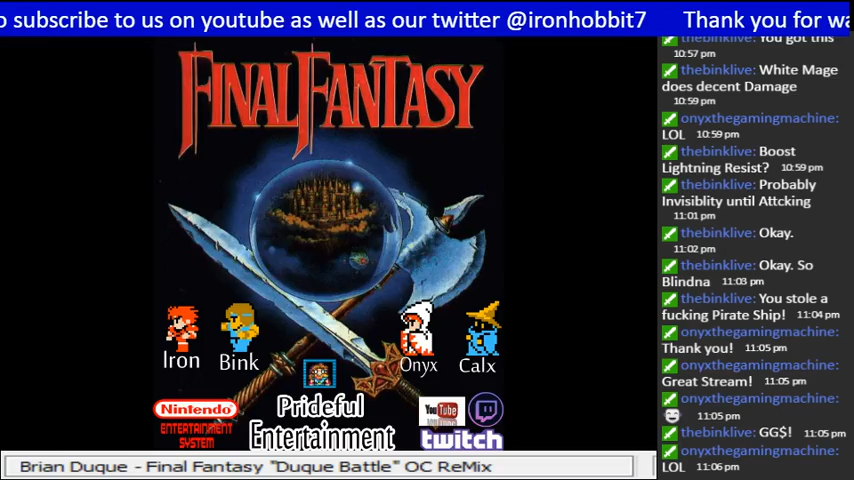 o subscribe to us on youtube as well as our twitter @ironhobbit7 Thank you for wa
FINAL FANTASY
Iron
Bink
Onyx
Calx
Nintendo
ENTERTAINMENT
SYSTEM
Prideful
Entertainment
YouTube
twitch
Brian Duque - Final Fantasy "Duque Battle" OC ReMix
thebinklive: You got this
10:57 pm
thebinklive: White Mage
does decent Damage
10:59 pm
onyxthegamingmachine:
LOL 10:59 pm
thebinklive: Boost
Lightning Resist? 10:59 pm
thebinklive: Probably
Invisiblity until Attcking
11:01 pm
thebinklive: Okay.
11:02 pm
thebinklive: Okay. So
Blindna 11:03 pm
thebinklive: You stole a
fucking Pirate Ship! 11:04 pm
onyxthegamingmachine:
Thank you! 11:05 pm
onyxthegamingmachine:
Great Stream! 11:05 pm
onyxthegamingmachine:
11:05 pm
thebinklive: GG$! 11:05 pm
onyxthegamingmachine:
LOL 11:06 pm